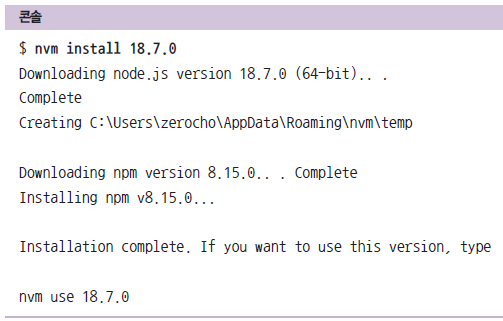 콘솔
$ nvm install 18.7.0
Downloading node.js version 18.7.0 (64-bit).. .
Complete
Creating C:\Users\zerocho\AppData\Roaming\nvm\temp
Downloading npm version 8.15.0.. . Complete
Installing npm v8.15.0...
Installation complete. If you want to use this version, type
nvm use 18.7.0